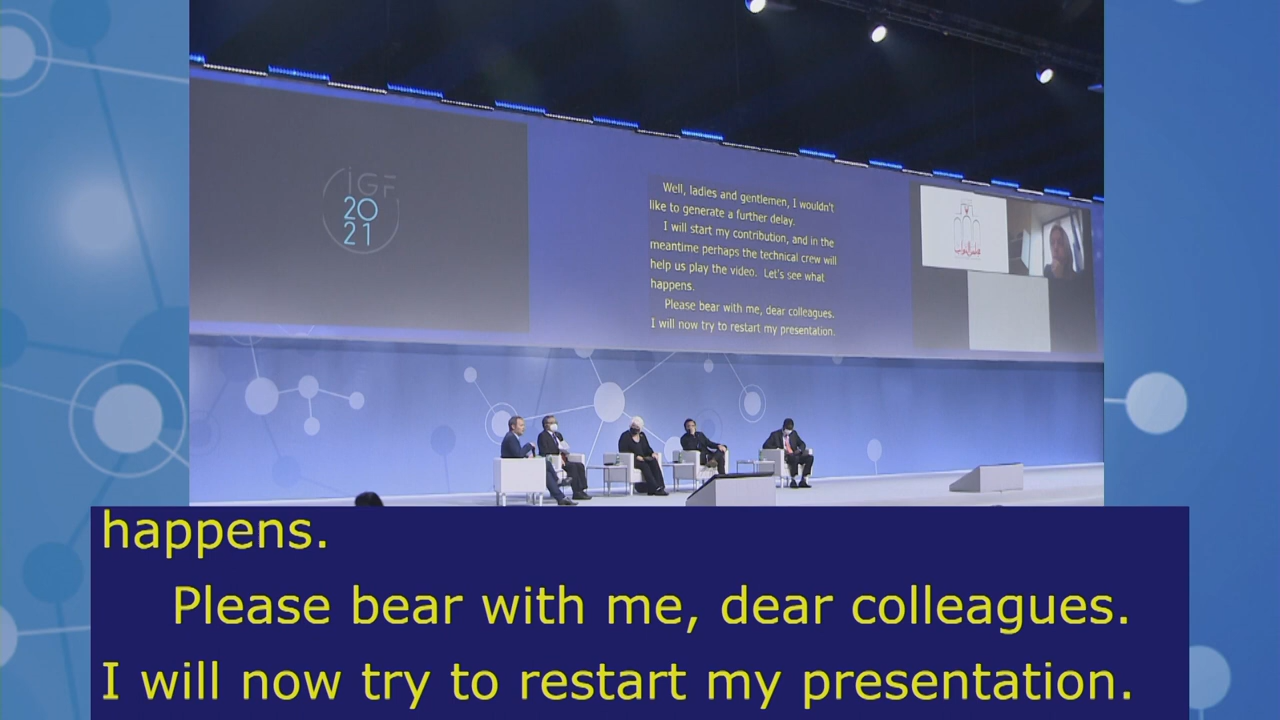 IGF
20
21
Well, ladies and gentlemen, I wouldn't
like to generate a further delay.
I will start my contribution, and in the
meantime perhaps the technical crew will
help us play the video. Let's see what
happens.
Please bear with me, dear colleagues.
I will now try to restart my presentation.
happens.
Please bear with me, dear colleagues.
I will now try to restart my presentation.